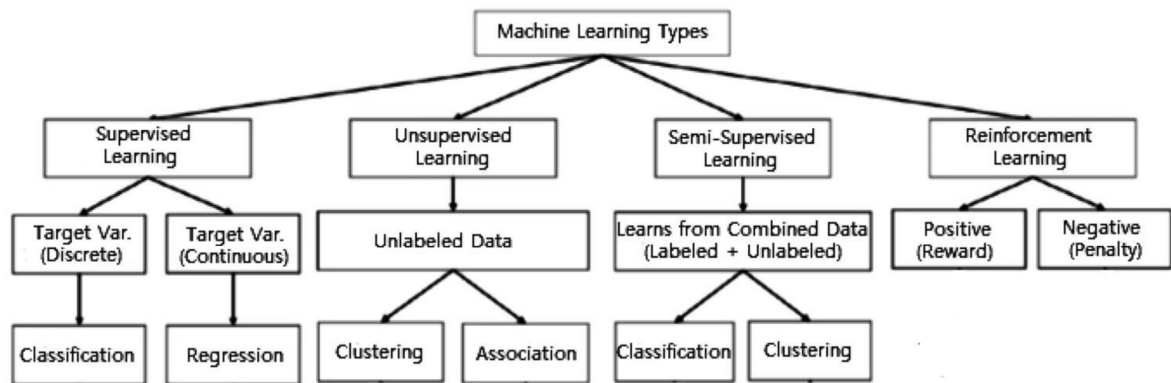 Machine Learning Types
Supervised
Learning
Unsupervised
Learning
Semi-Supervised
Learning
Reinforcement
Learning
Target Var.
(Discrete)
Target Var.
(Continuous)
Unlabeled Data
Learns from Combined Data
(Labeled + Unlabeled)
Positive
(Reward)
Negative
(Penalty)
Classification
Regression
Clustering
Association
Classification
Clustering